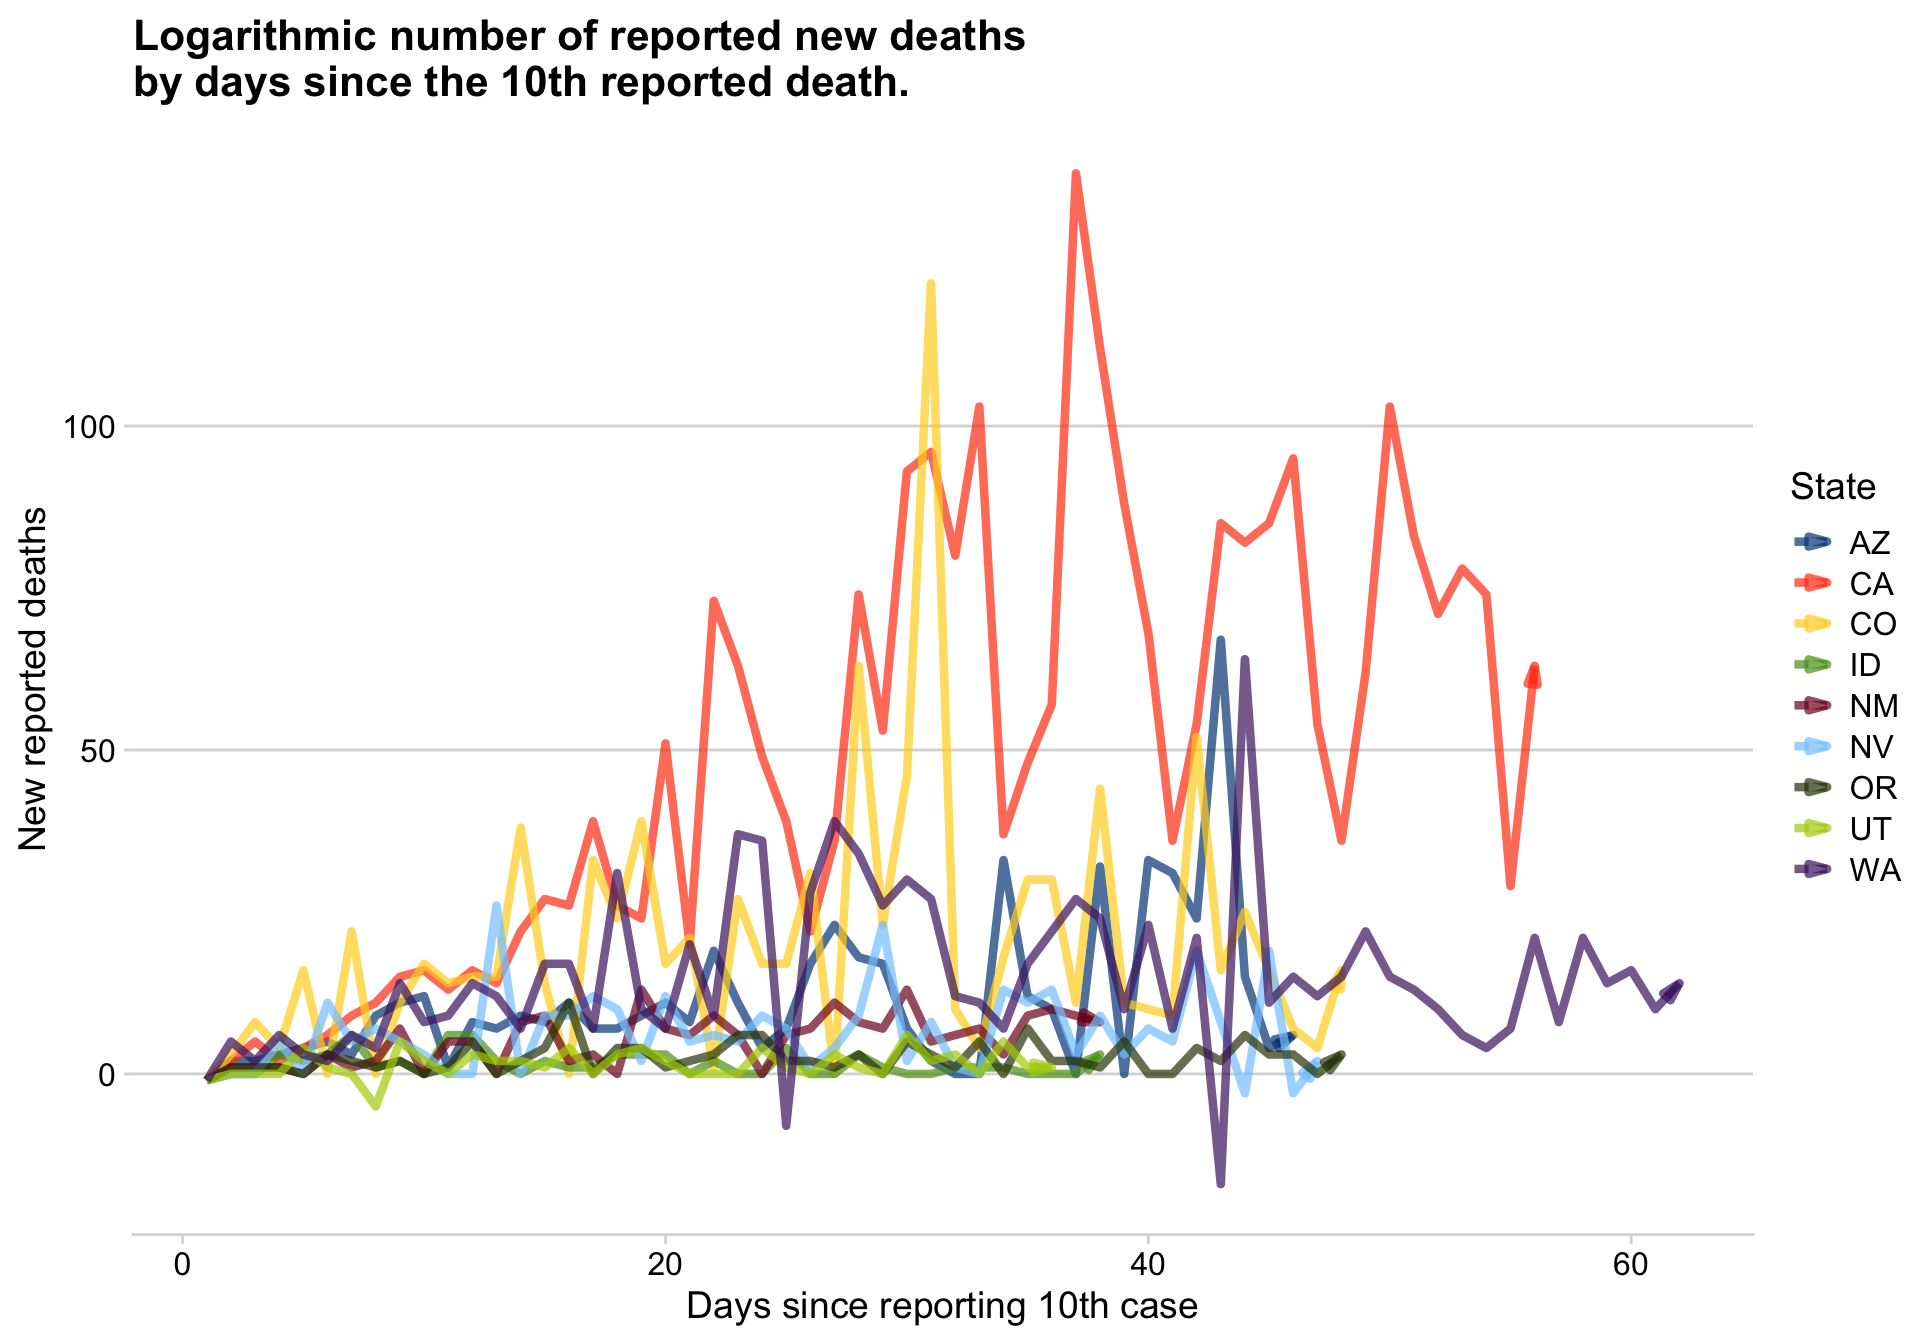 Logarithmic number of reported new deaths
by days since the 10th reported death.
New reported deaths
100
50
0
0
20
40
60
Days since reporting 10th case
State
AZ
CA
CO
ID
NM
NV
OR
UT
WA